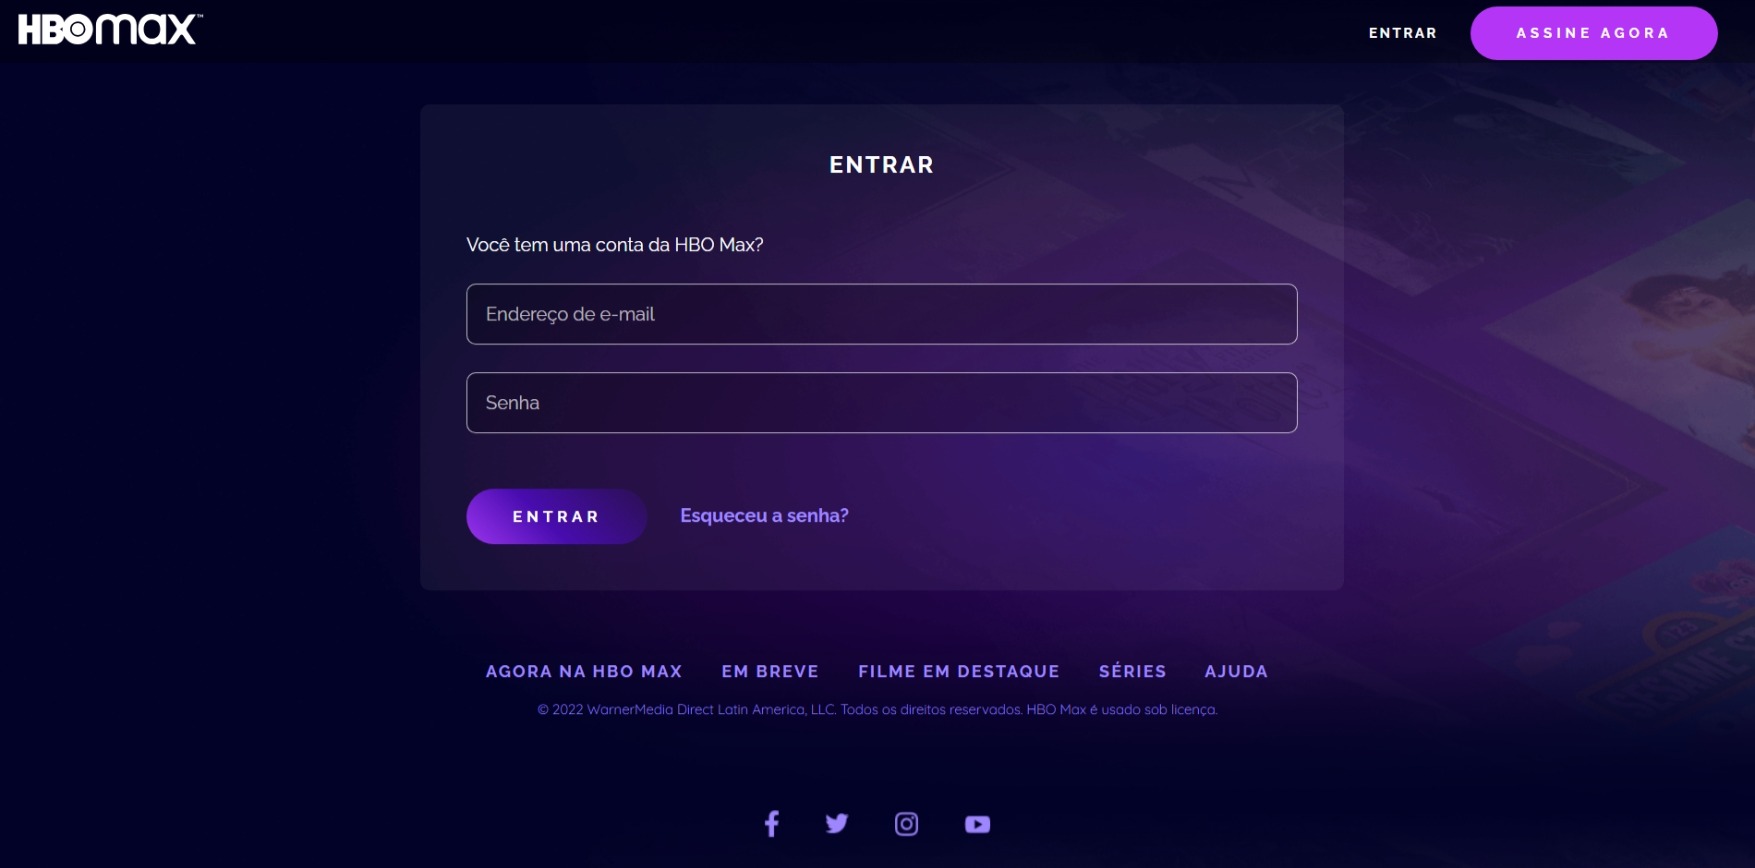 HBOmax™
ENTRAR
ASSINE AGORA
ENTRAR
Você tem uma conta da HBO Max?
Endereço de e-mail
Senha
ENTRAR
Esqueceu a senha?
AGORA NA HBO MAX EM BREVE FILME EM DESTAQUE SÉRIES AJUDA
© 2022 WarnerMedia Direct Latin America, LLC. Todos os direitos reservados. HBO Max é usado sob licença.
123